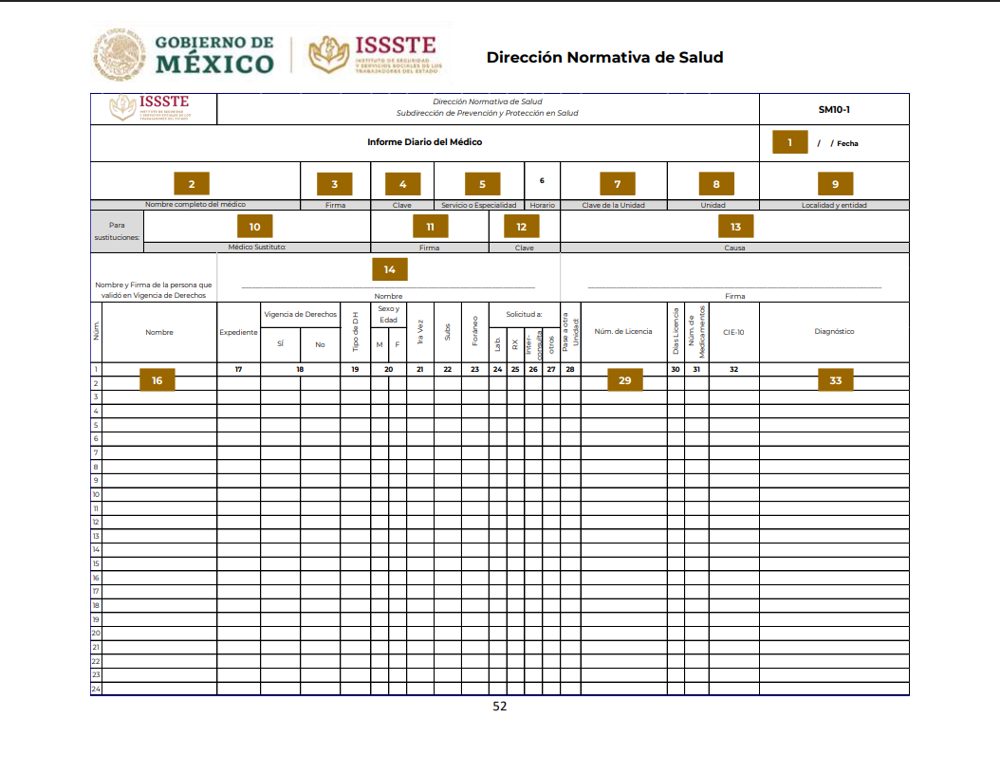 GOBIERNO DE
MÉXICO
ISSSTE
INSTITUTO DE SEGURIDAD
Y SERVICIOS SOCIALES DE LOS
TRABAJADORES DEL ESTADO
Dirección Normativa de Salud
ISSSTE
INSTITUTO DE SEGURIDAD
Y SERVICIOS SOCIALES DE LOS
TRABAJADORES DEL ESTADO
Dirección Normativa de Salud
Subdirección de Prevención y Protección en Salud
SM10-1
Informe Diario del Médico
1 / / Fecha
2 3 4 5 6 7 8 9
Nombre completo del médico Firma Clave Servicio o Especialidad Horario Clave de la Unidad Unidad Localidad y entidad
Para
sustituciones:
10 11 12 13
Médico Sustituto: Firma Clave Causa
14
Nombre y Firma de la persona que
validó en Vigencia de Derechos
Nombre Firma
Núm.
Nombre
Expediente
Vigencia de Derechos
SÍ No
Tipo de DH
Sexo y
Edad
M F
1ra Vez
Subs
Foráneo
Solicitud a:
Lab.
RX
Inter-
consulta
otros
Pase a otra
Unidad:
Núm. de Licencia
Días Licencia
Núm. de
Medicamentos
CIE-10
Diagnóstico
1 17 18 19 20 21 22 23 24 25 26 27 28 30 31 32
16 29 33
2
3
4
5
6
7
8
9
10
11
12
13
14
15
16
17
18
19
20
21
22
23
24
52